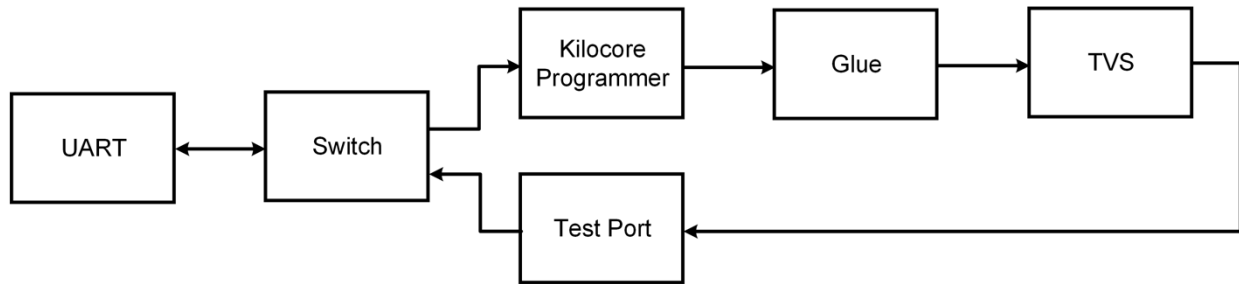 Kilocore
Programmer
Glue
TVS
UART
Switch
Test Port